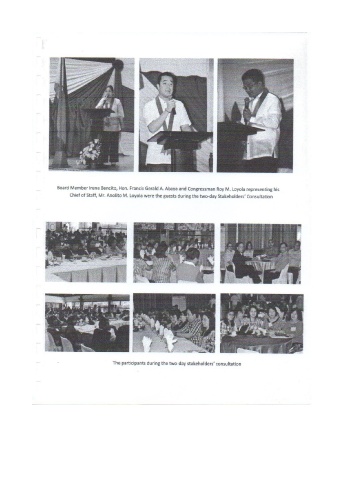 Board Member Irene Bencito, Hon. Francis Gerald A. Abaya and Congressman Roy M. Loyola representing his
Chief of Staff, Mr. Anolito M. Loyola were the guests during the two-day Stakeholders' Consultation
The participants during the two day stakeholders' consultation